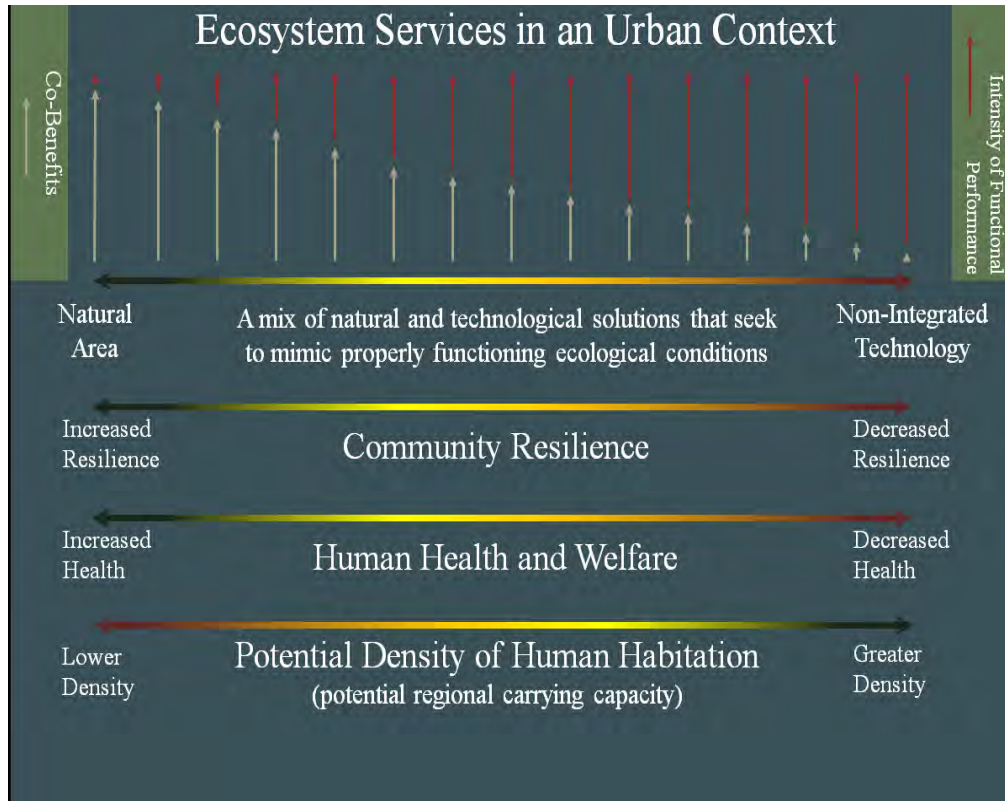 Ecosystem Services in an Urban Context
Co-Benefits
Intensity of Functional
Performance
Natural
Area
A mix of natural and technological solutions that seek
to mimic properly functioning ecological conditions
Non-Integrated
Technology
Increased
Resilience
Community Resilience
Decreased
Resilience
Increased
Health
Human Health and Welfare
Decreased
Health
Lower
Density
Potential Density of Human Habitation
(potential regional carrying capacity)
Greater
Density